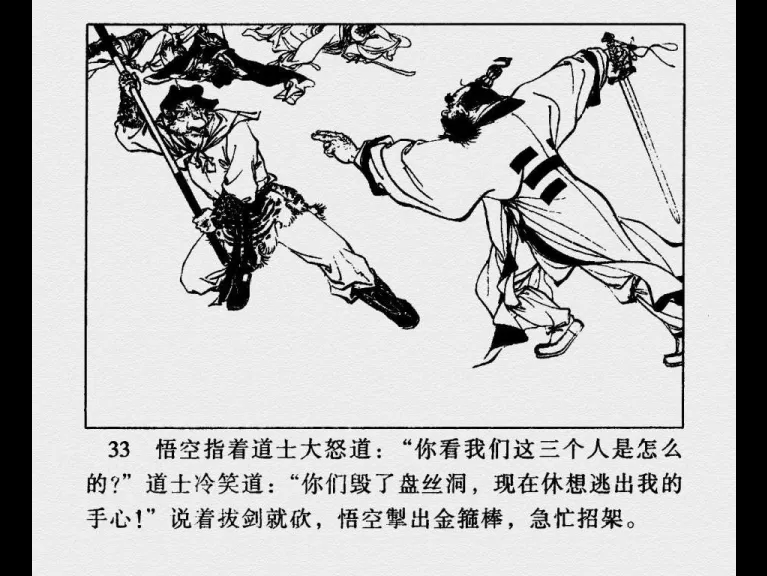 33 悟空指着道士大怒道：“你看我们这三个人是怎么
的？”道士冷笑道：“你们毁了盘丝洞，现在休想逃出我的
手心！”说着拔剑就砍，悟空掣出金箍棒，急忙招架。